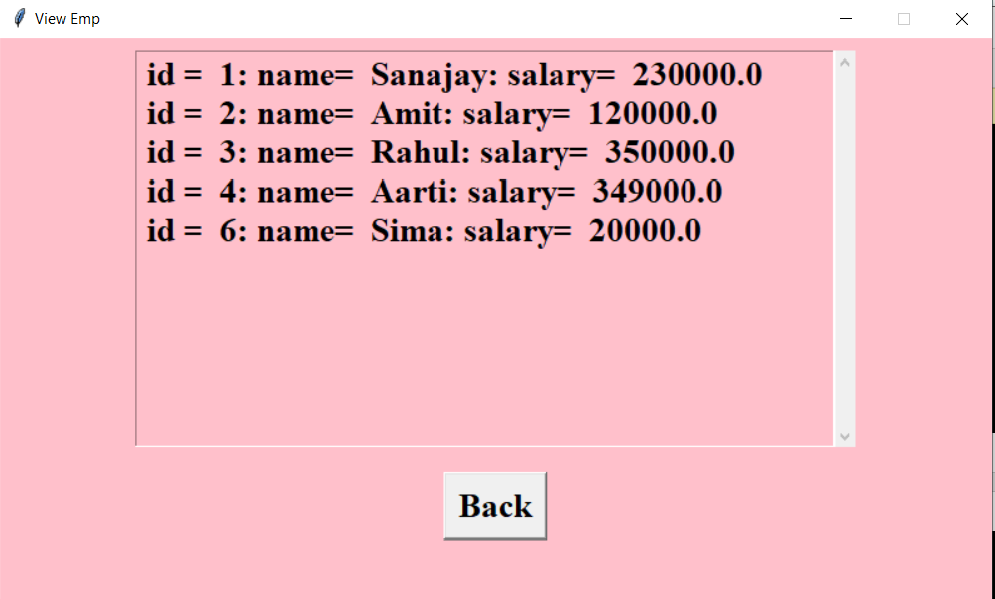 View Emp
id =  1: name=  Sanajay: salary=  230000.0
id =  2: name=  Amit: salary=  120000.0
id =  3: name=  Rahul: salary=  350000.0
id =  4: name=  Aarti: salary=  349000.0
id =  6: name=  Sima: salary=  20000.0
Back